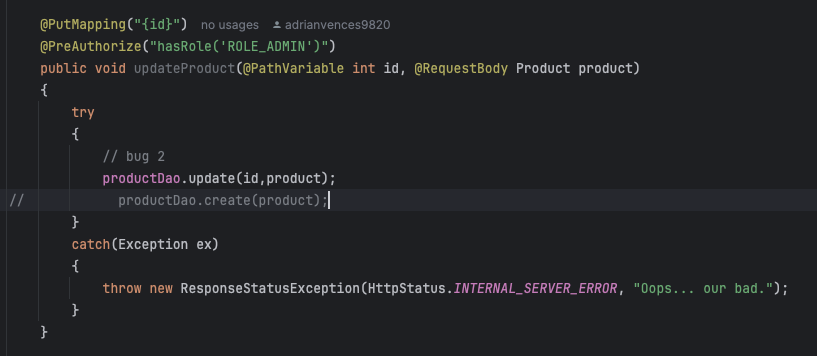 @PutMapping("{id}")  no usages  adrianvences9820
@PreAuthorize("hasRole('ROLE_ADMIN')")
public void updateProduct(@PathVariable int id, @RequestBody Product product)
{
    try
    {
        // bug 2
        productDao.update(id,product);
//          productDao.create(product);
    }
    catch(Exception ex)
    {
        throw new ResponseStatusException(HttpStatus.INTERNAL_SERVER_ERROR, "Oops... our bad.");
    }
}